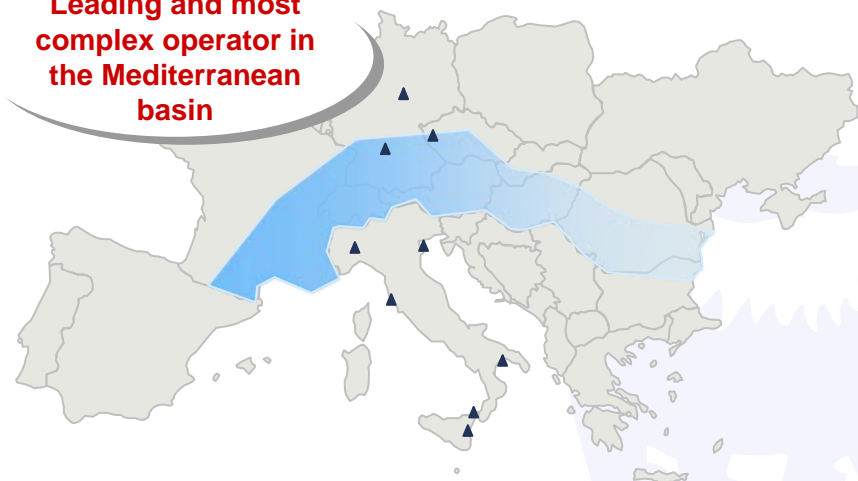 Leading and most
complex operator in
the Mediterranean
basin